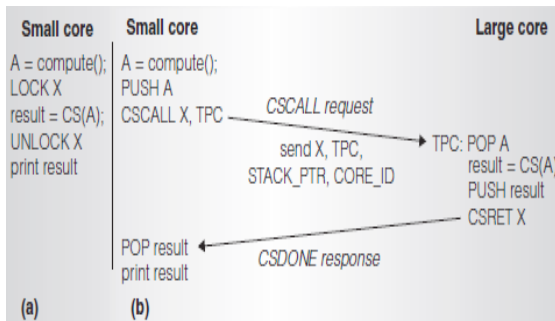 Small core
A = compute();
LOCK X
result = CS(A);
UNLOCK X
print result
(a)
Small core
A = compute();
PUSH A
CSCALL X, TPC
CSCALL request
send X, TPC,
STACK_PTR, CORE_ID
Large core
TPC: POP A
result = CS(A)
PUSH result
CSRET X
CSDONE response
POP result
print result
(b)